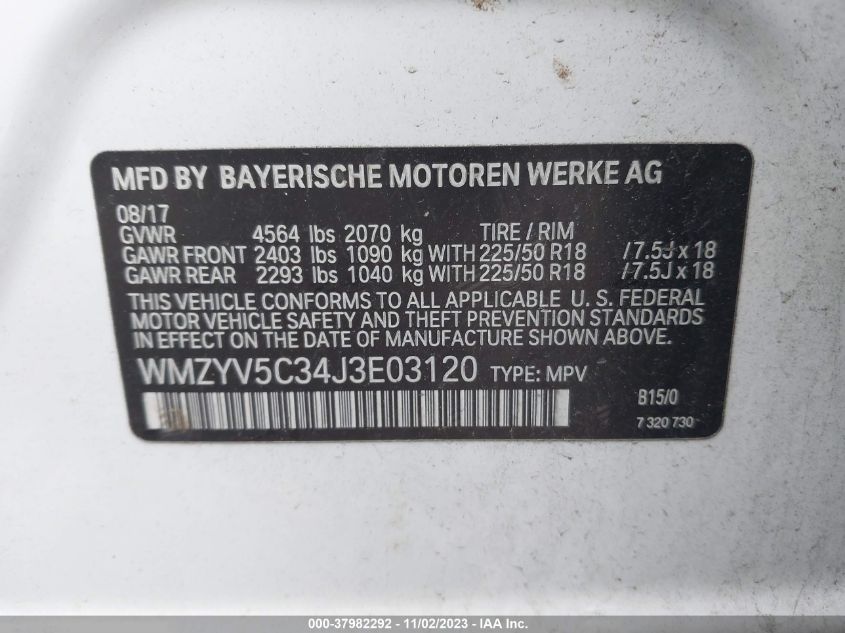 MFD BY BAYERISCHE MOTOREN WERKE AG
08/17
GVWR 4564 lbs 2070 kg TIRE / RIM
GAWR FRONT 2403 lbs 1090 kg WITH 225/50 R18 /7.5J x 18
GAWR REAR 2293 lbs 1040 kg WITH 225/50 R18 /7.5J x 18
THIS VEHICLE CONFORMS TO ALL APPLICABLE U. S. FEDERAL
MOTOR VEHICLE SAFETY AND THEFT PREVENTION STANDARDS
IN EFFECT ON THE DATE OF MANUFACTURE SHOWN ABOVE.
WMZYV5C34J3E03120 TYPE: MPV
B15/0
7 320 730
000-37982292 - 11/02/2023 - IAA Inc.